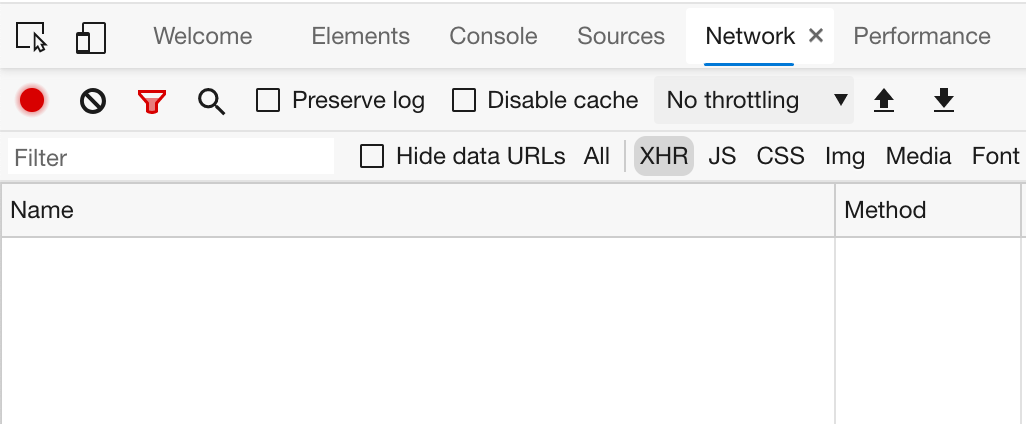 Welcome Elements Console Sources Network × Performance
Preserve log Disable cache No throttling
Filter Hide data URLs All XHR JS CSS Img Media Font
Name Method